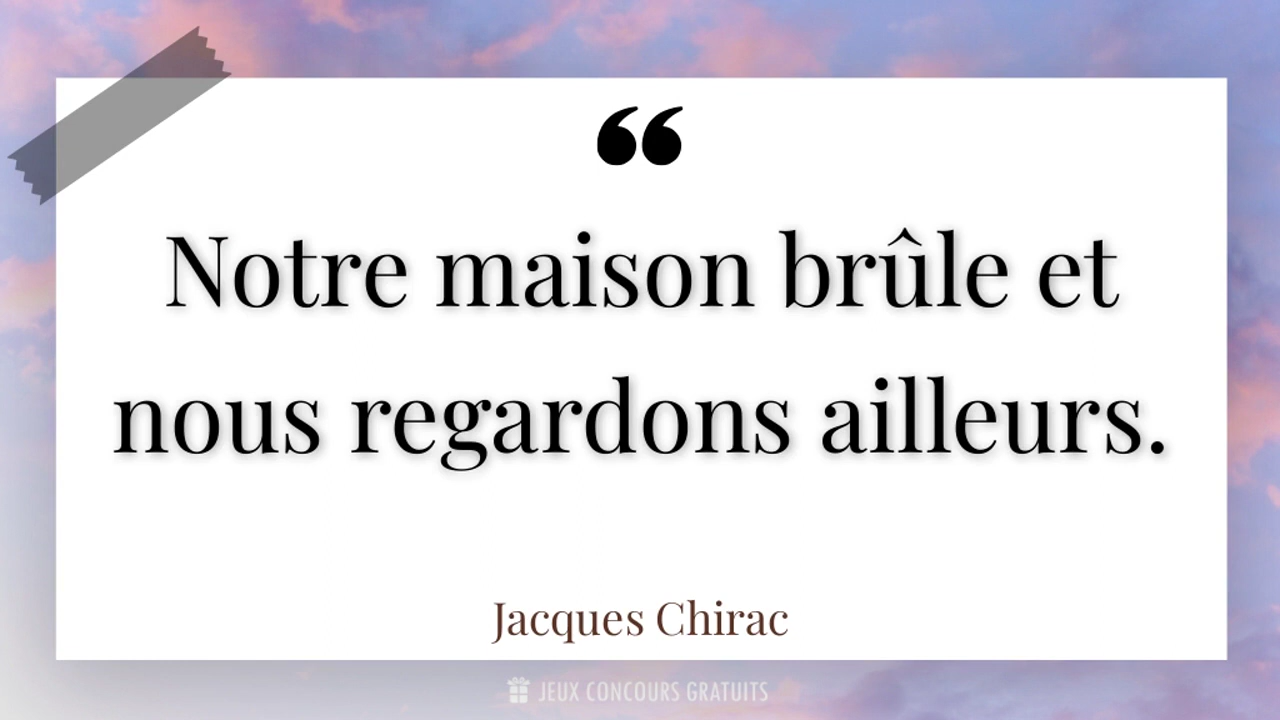 “
Notre maison brûle et
nous regardons ailleurs.
Jacques Chirac
JEUX CONCOURS GRATUITS